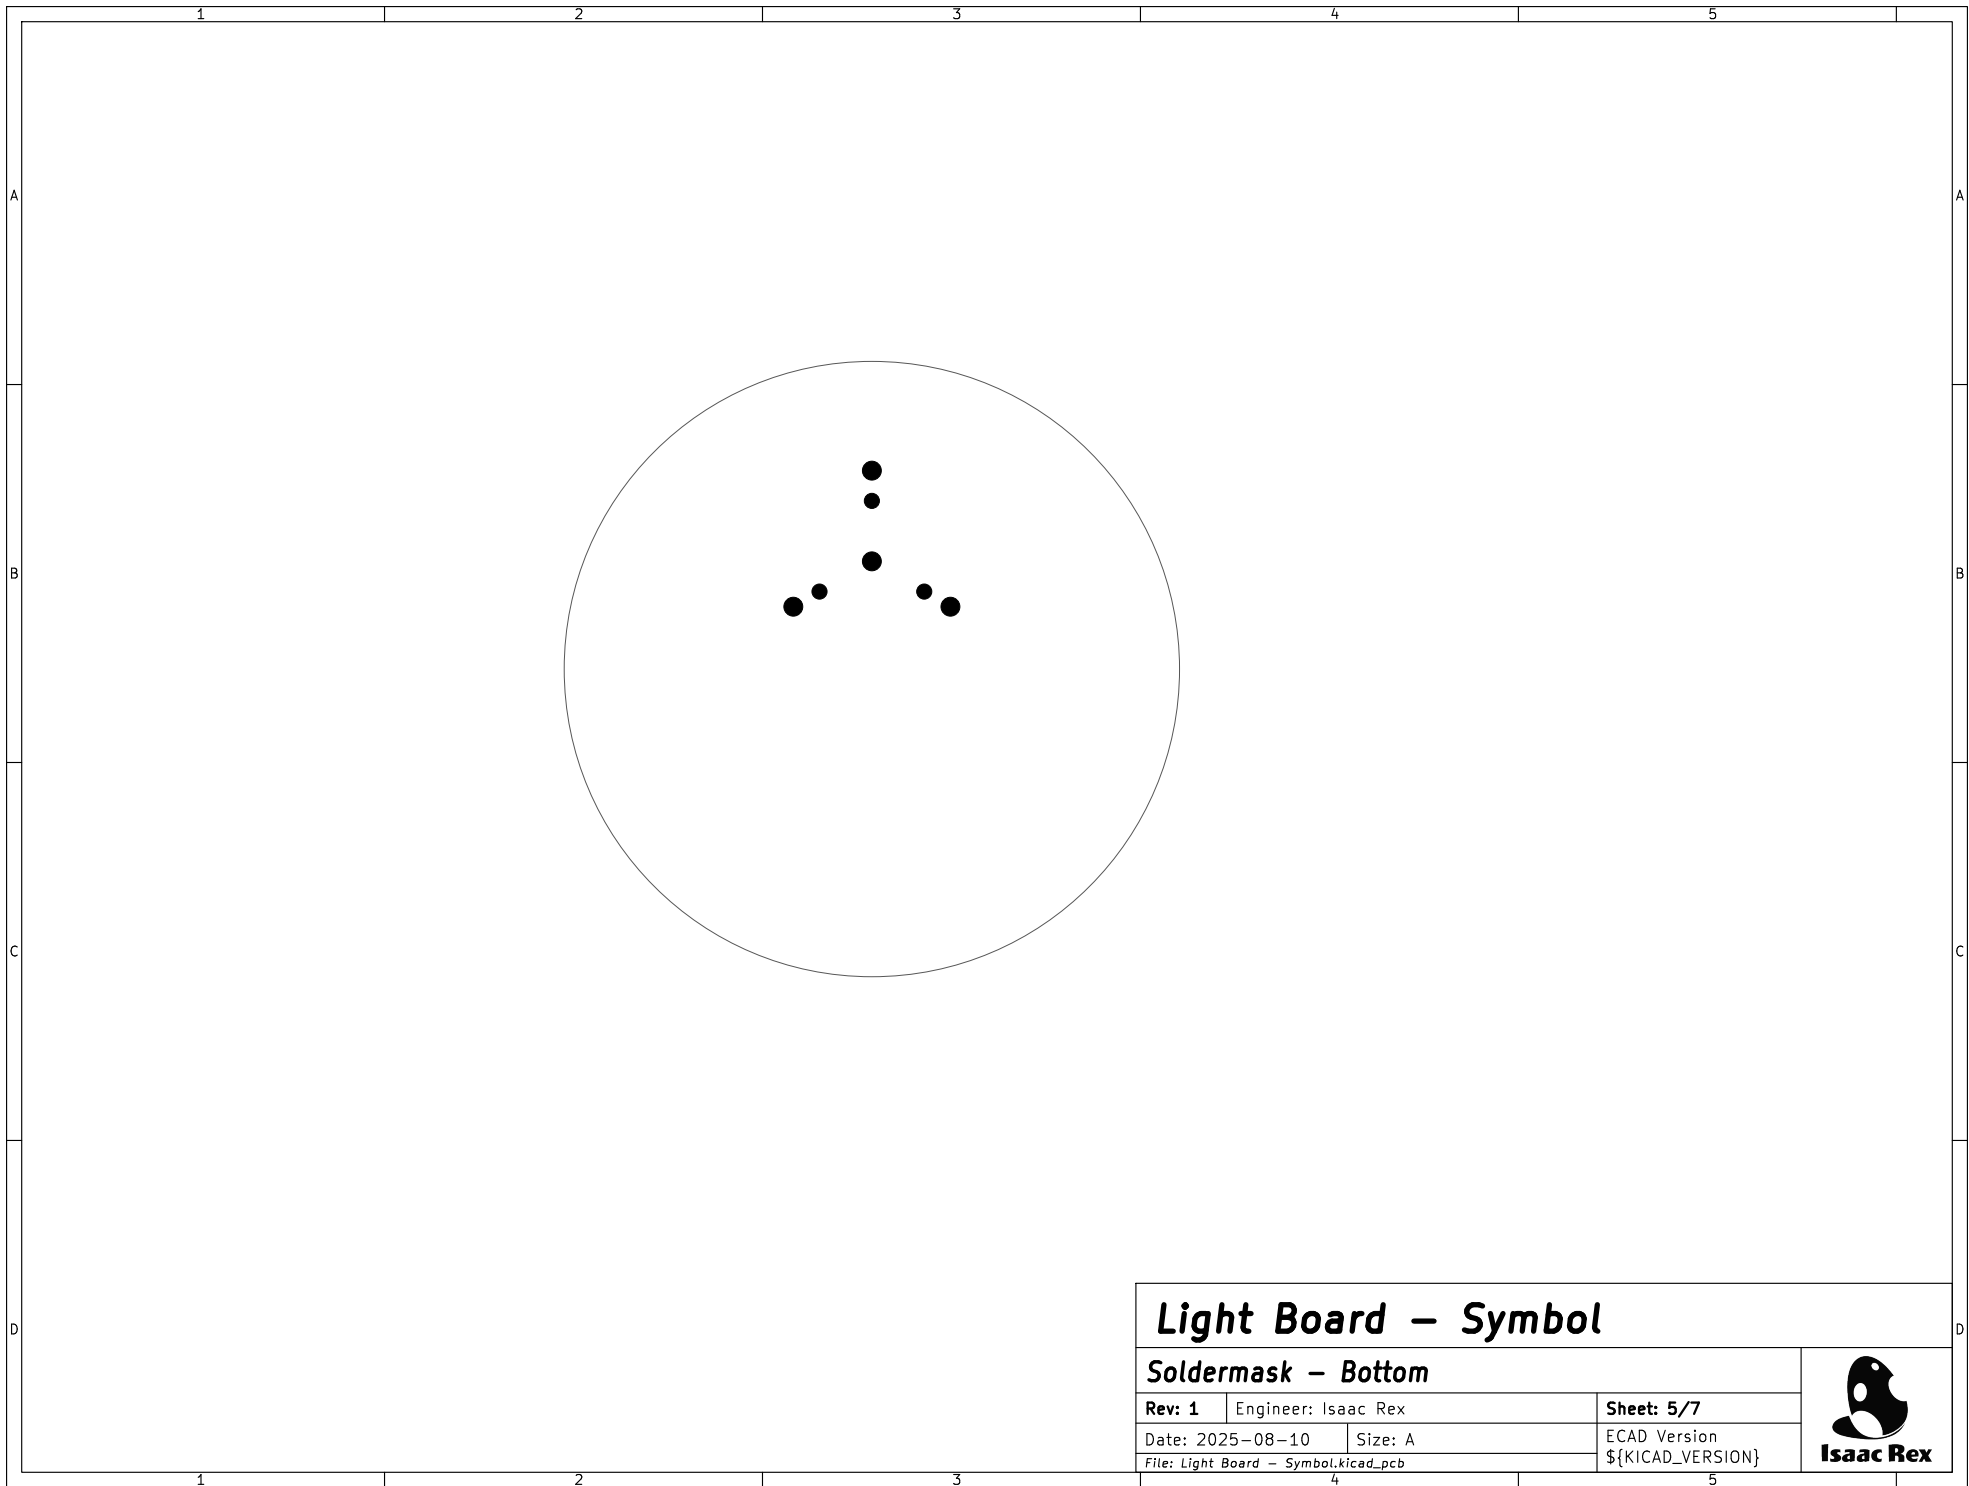 1 2 3 4 5
A A
B B
C C
D D
Light Board – Symbol
Soldermask – Bottom
Rev: 1 Engineer: Isaac Rex Sheet: 5/7
Date: 2025–08–10 Size: A ECAD Version
${KICAD_VERSION}
File: Light Board – Symbol.kicad_pcb
Isaac Rex
1 2 3 4 5